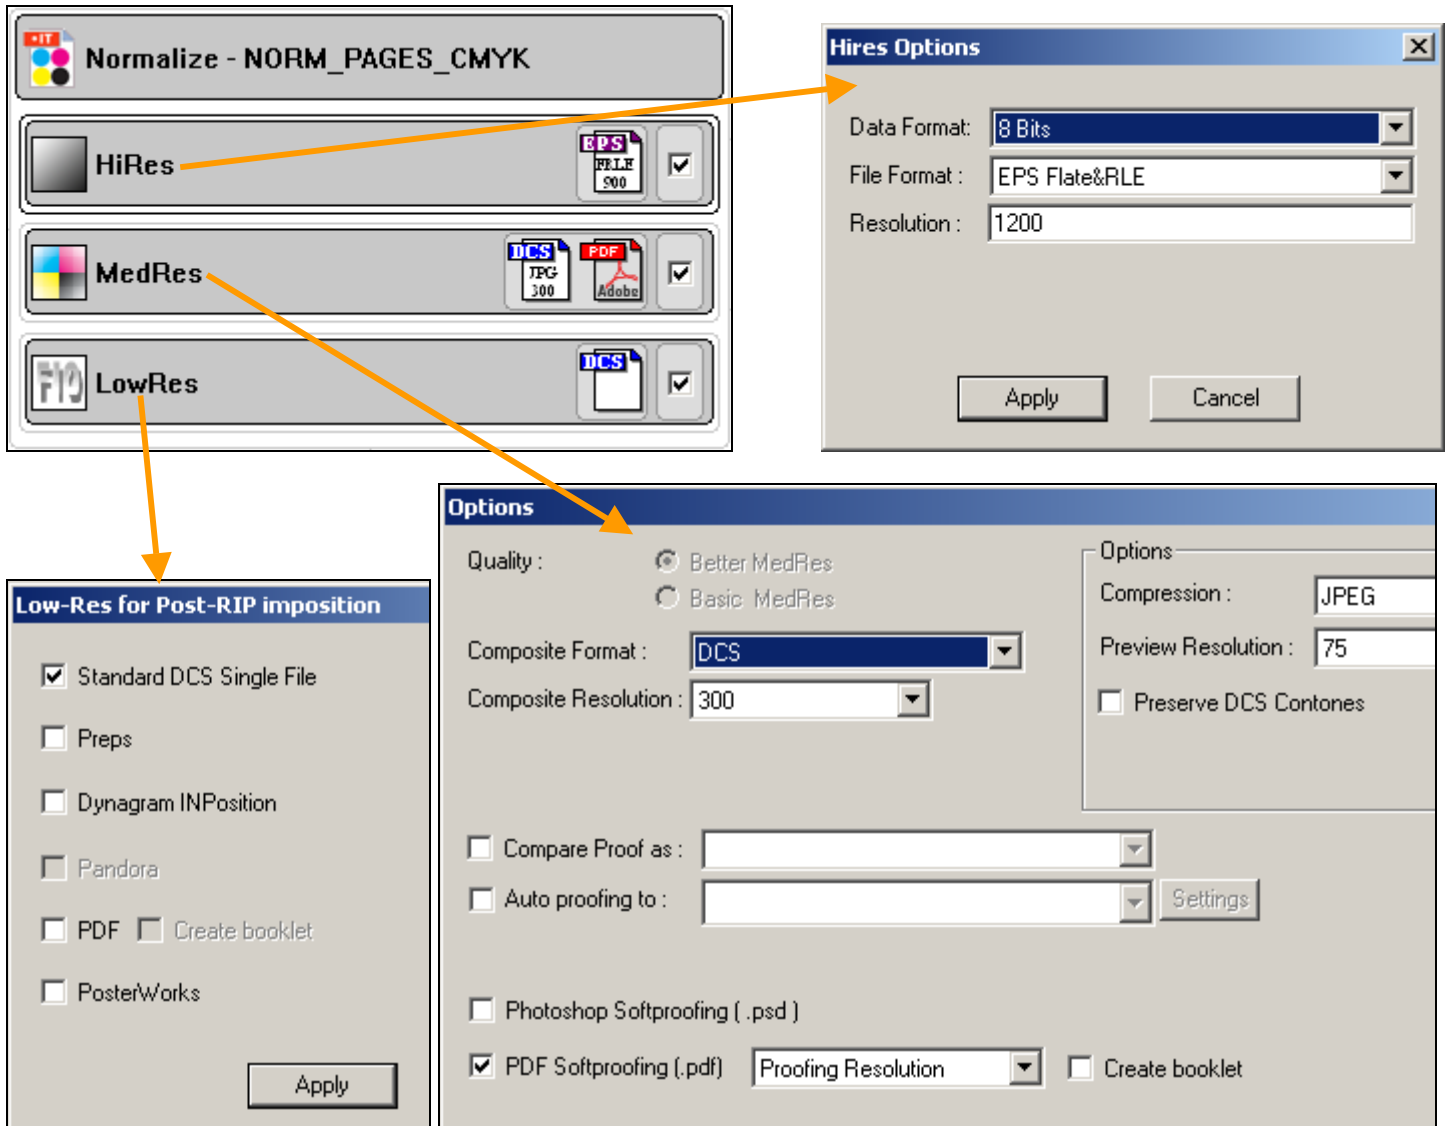 +IT
Normalize - NORM_PAGES_CMYK
HiRes
EPS
FRLE
900
MedRes
DCS
JPG
300
PDF
Adobe
LowRes
DCS
Hires Options
Data Format: 8 Bits
File Format : EPS Flate&RLE
Resolution : 1200
Apply Cancel
Low-Res for Post-RIP imposition
Standard DCS Single File
Preps
Dynagram INPosition
Pandora
PDF Create booklet
PosterWorks
Apply
Options
Quality : Better MedRes
Basic MedRes
Composite Format : DCS
Composite Resolution : 300
Options
Compression : JPEG
Preview Resolution : 75
Preserve DCS Contones
Compare Proof as :
Auto proofing to : Settings
Photoshop Softproofing ( .psd )
PDF Softproofing (.pdf) Proofing Resolution Create booklet